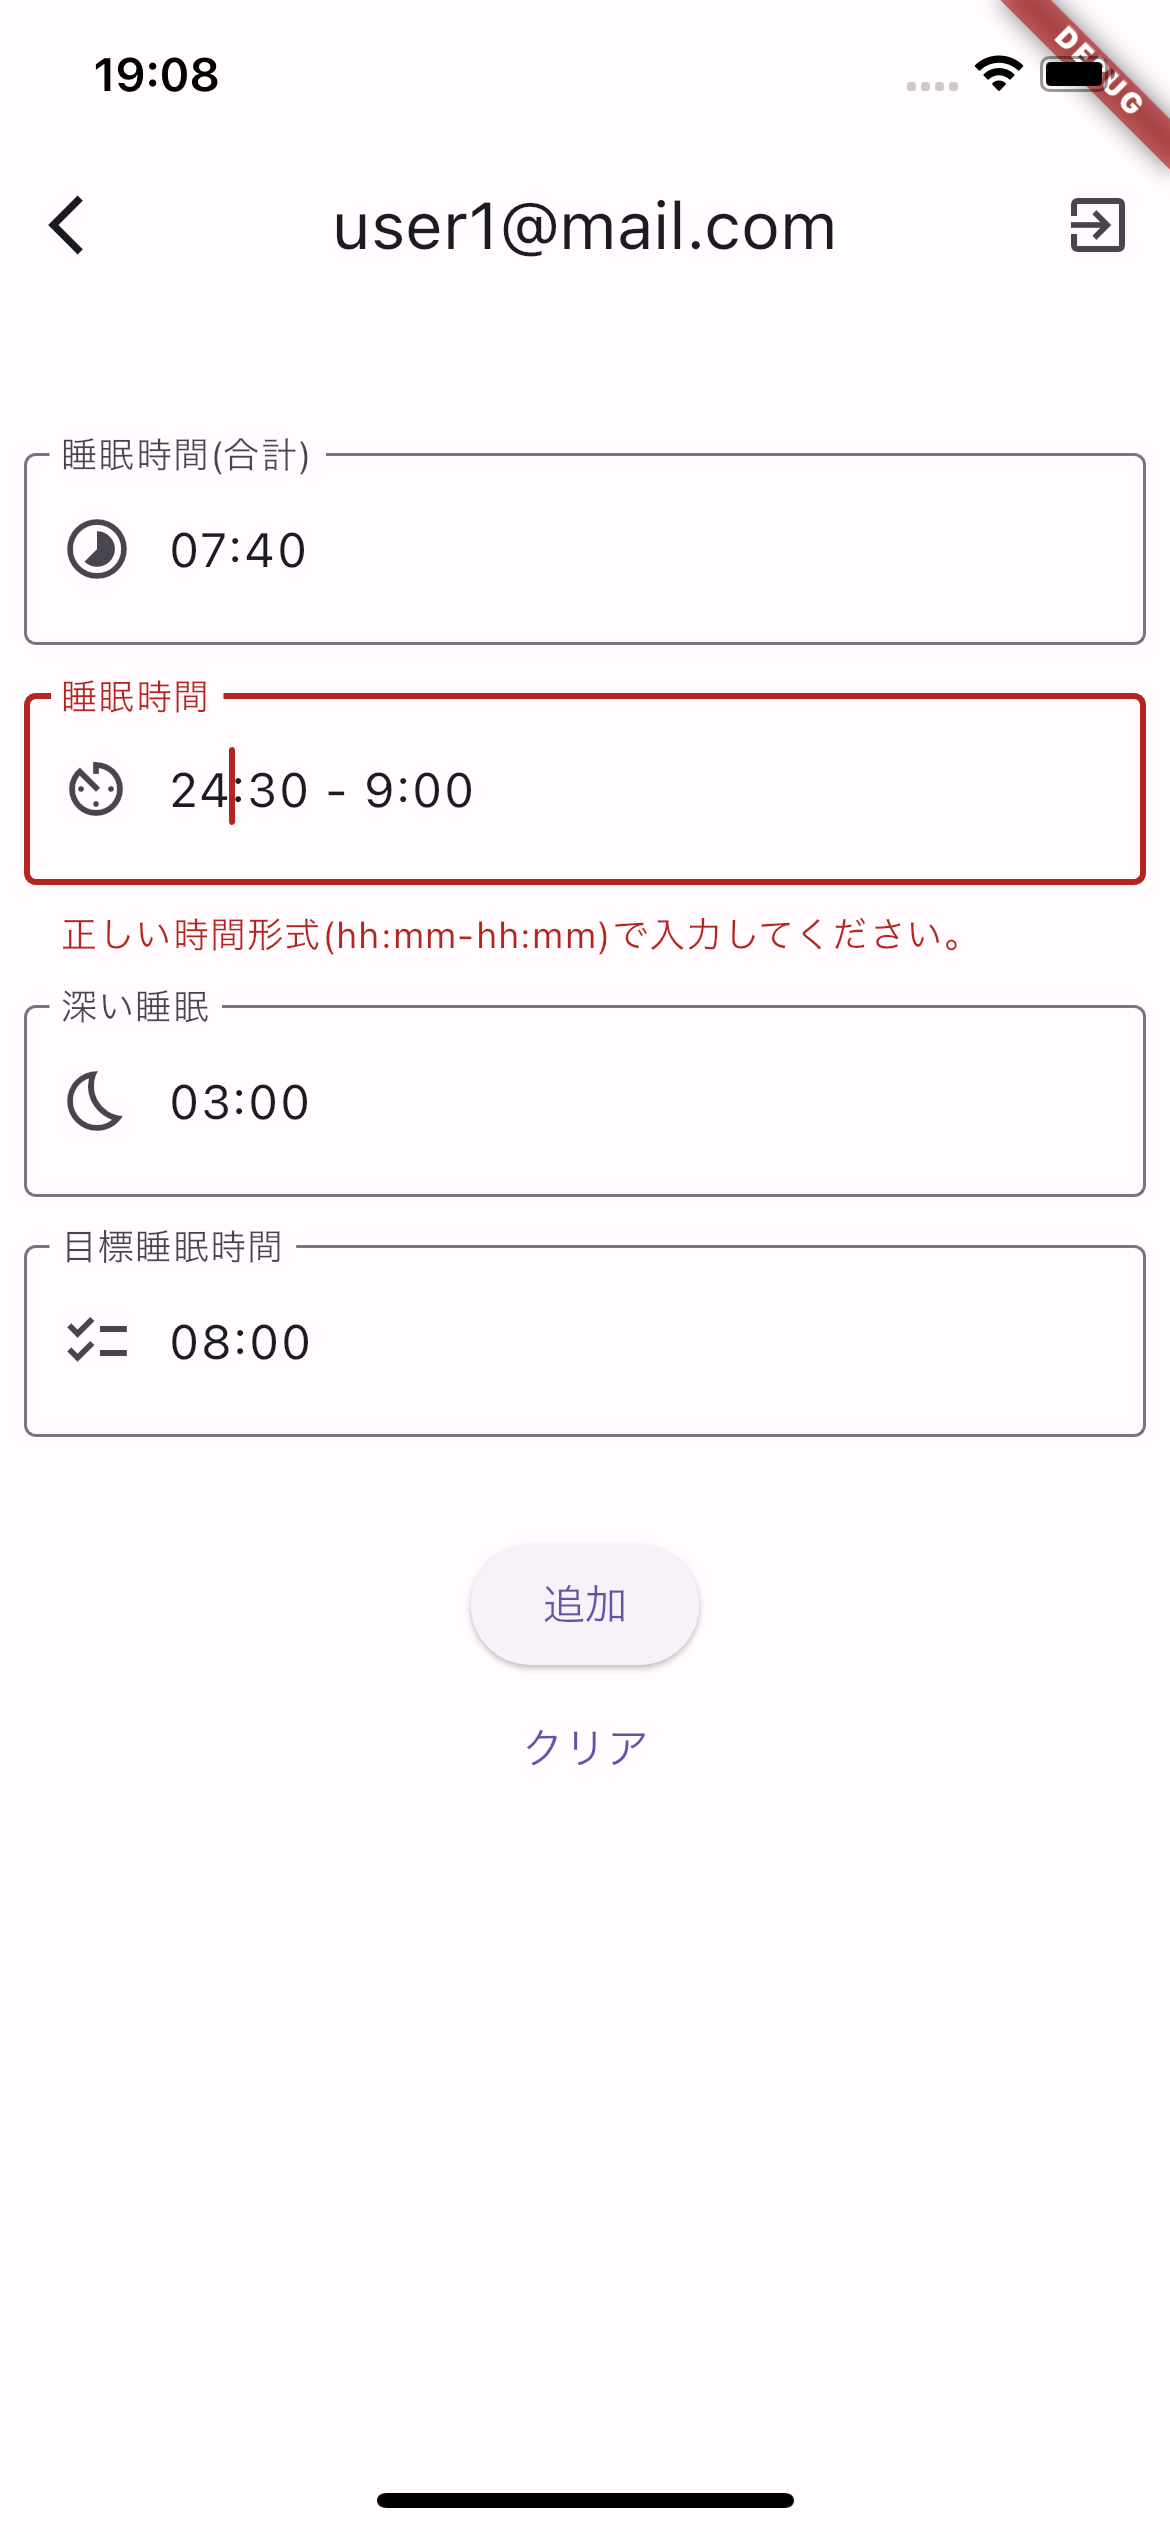 19:08
DEBUG
user1@mail.com
睡眠時間(合計)
07:40
睡眠時間
24:30 - 9:00
正しい時間形式(hh:mm-hh:mm)で入力してください。
深い睡眠
03:00
目標睡眠時間
08:00
追加
クリア